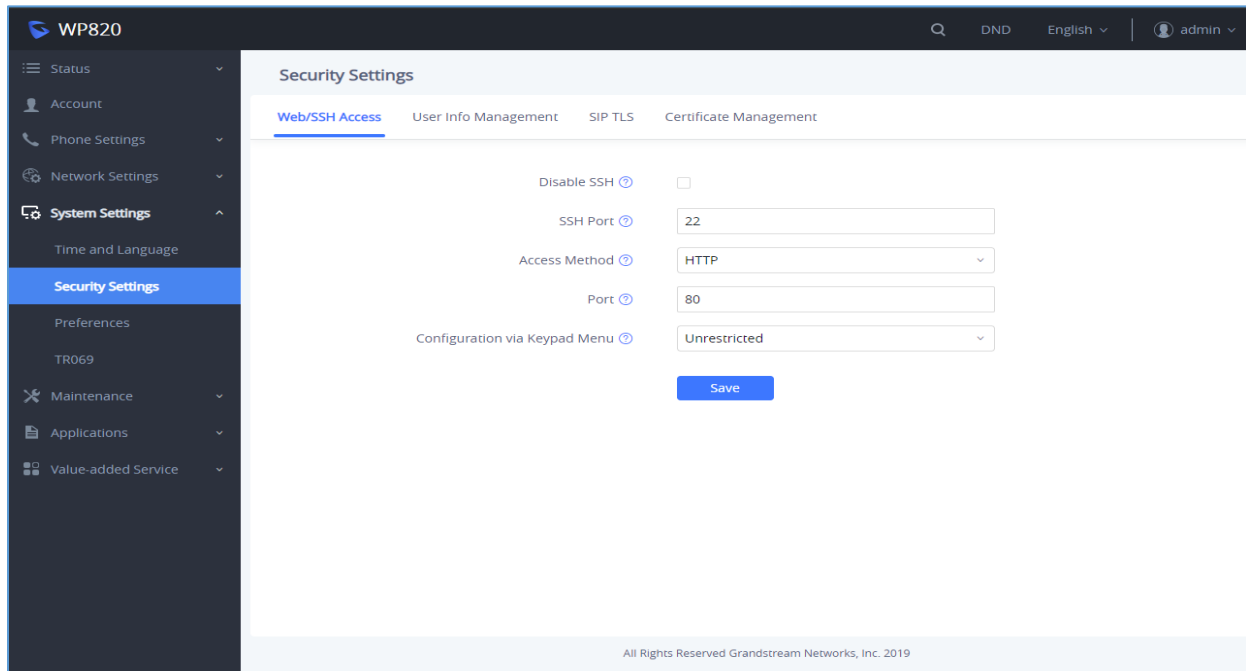 WP820
DND
English
admin
Status
Account
Phone Settings
Network Settings
System Settings
Time and Language
Security Settings
Preferences
TR069
Maintenance
Applications
Value-added Service
Security Settings
Web/SSH Access User Info Management SIP TLS Certificate Management
Disable SSH ?
SSH Port ? 22
Access Method ? HTTP
Port ? 80
Configuration via Keypad Menu ? Unrestricted
Save
All Rights Reserved Grandstream Networks, Inc. 2019